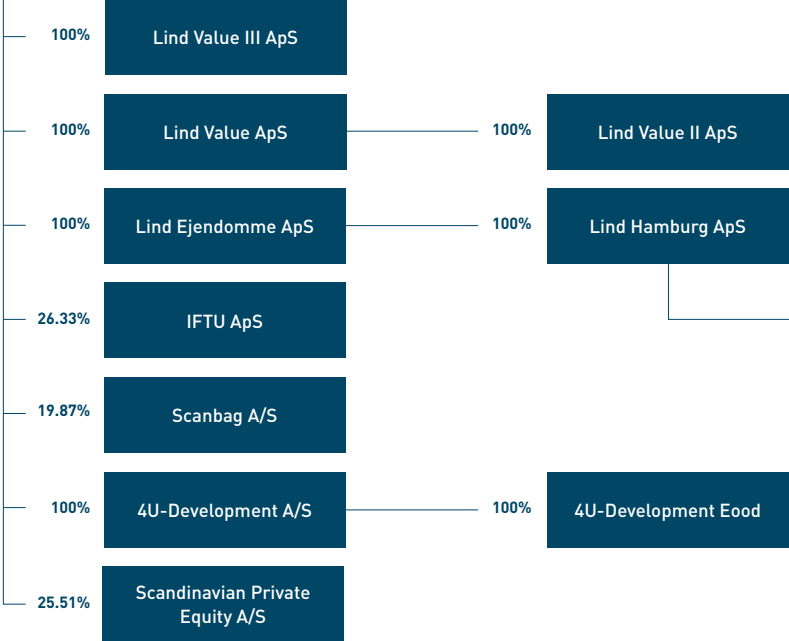 100%
Lind Value III ApS
100%
Lind Value ApS
100%
Lind Value II ApS
100%
Lind Ejendomme ApS
100%
Lind Hamburg ApS
26.33%
IFTU ApS
19.87%
Scanbag A/S
100%
4U-Development A/S
100%
4U-Development Eood
25.51%
Scandinavian Private
Equity A/S